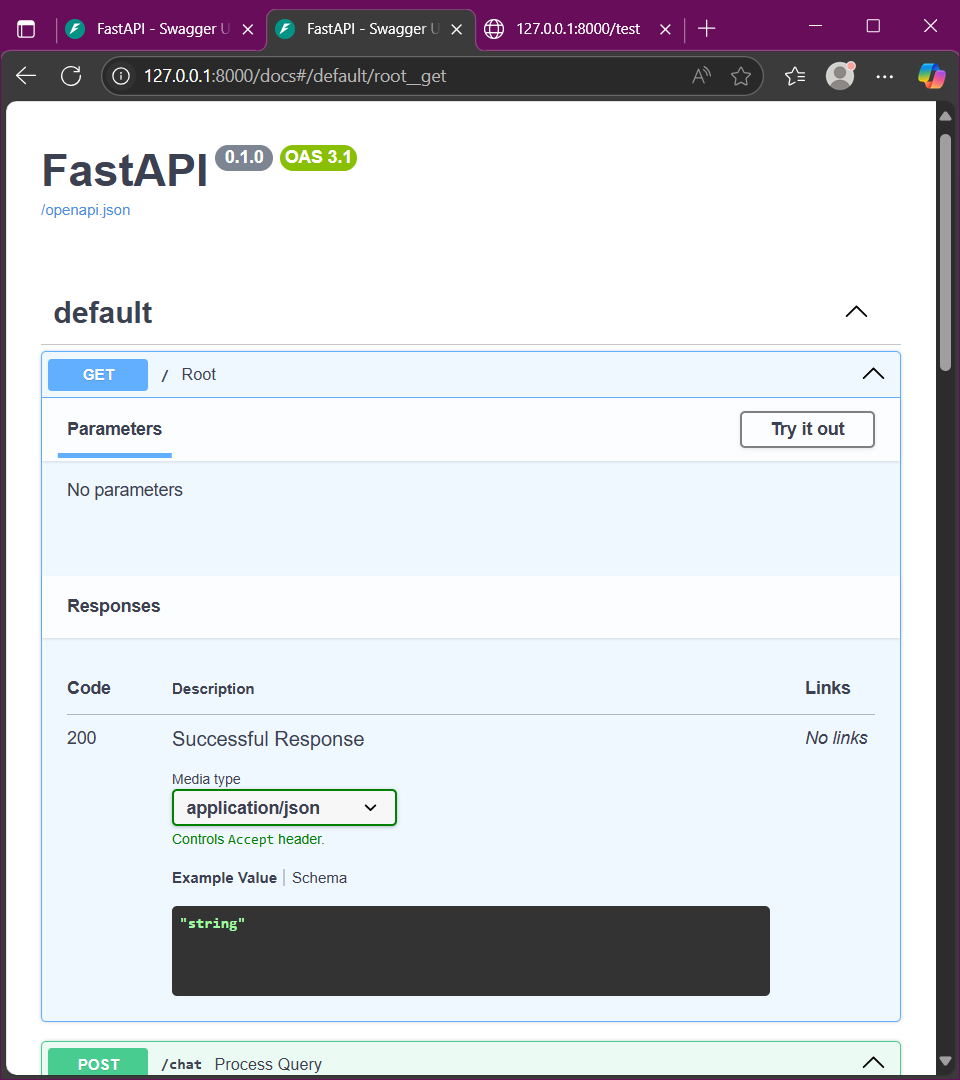 FastAPI - Swagger U
FastAPI - Swagger U
127.0.0.1:8000/test
127.0.0.1:8000/docs#/default/root__get
FastAPI 0.1.0 OAS 3.1
/openapi.json
default
GET / Root
Parameters Try it out
No parameters
Responses
Code Description Links
200 Successful Response No links
Media type
application/json
Controls Accept header.
Example Value Schema
"string"
POST /chat Process Query